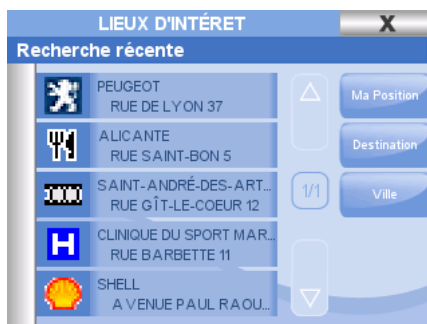 LIEUX D'INTÉRET
X
Recherche récente
PEUGEOT
RUE DE LYON 37
ALICANTE
RUE SAINT-BON 5
SAINT-ANDRÉ-DES-ART...
RUE GÎT-LE-COEUR 12
H
CLINIQUE DU SPORT MAR...
RUE BARBETTE 11
SHELL
AVENUE PAUL RAOU...
Ma Position
Destination
1/1
Ville